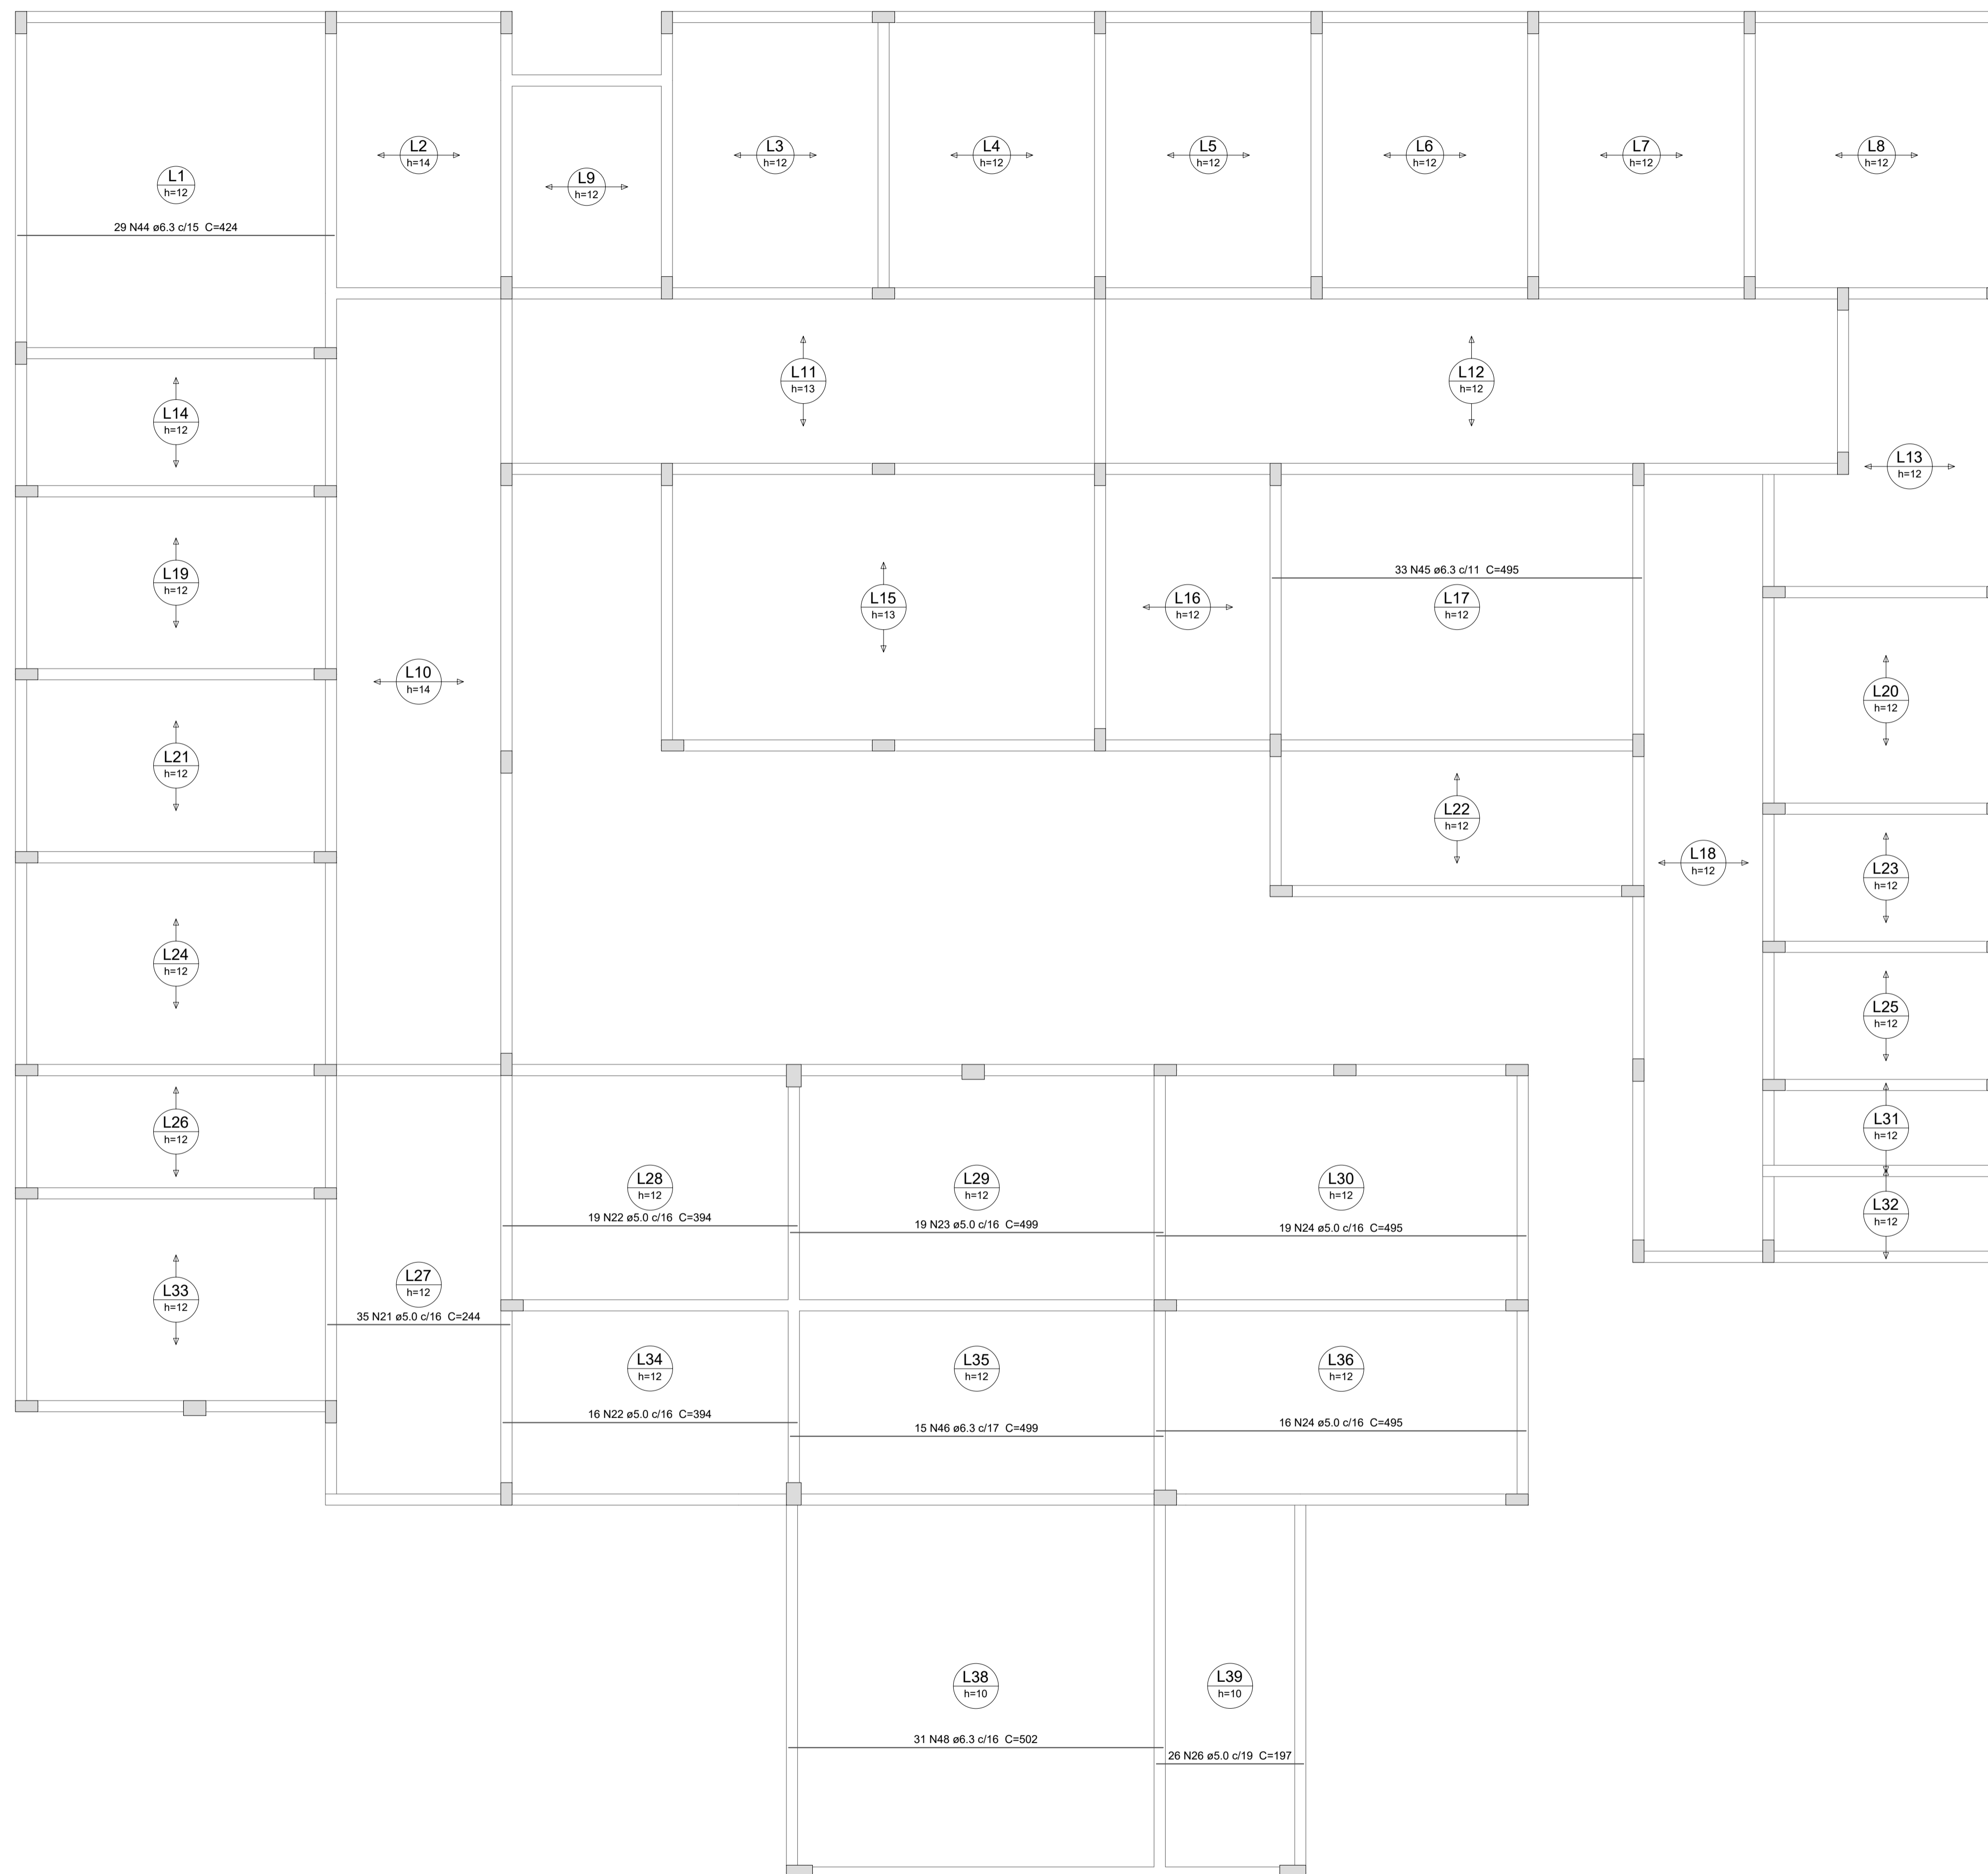 L1
h=12
29 N44 ø6.3 c/15 C=424
L2
h=14
L9
h=12
L3
h=12
L4
h=12
L5
h=12
L6
h=12
L7
h=12
L8
h=12
L14
h=12
L11
h=13
L12
h=12
L13
h=12
L19
h=12
L15
h=13
L16
h=12
33 N45 ø6.3 c/11 C=495
L17
h=12
L10
h=14
L20
h=12
L21
h=12
L22
h=12
L18
h=12
L23
h=12
L24
h=12
L25
h=12
L26
h=12
L31
h=12
L28
h=12
19 N22 ø5.0 c/16 C=394
L29
h=12
19 N23 ø5.0 c/16 C=499
L30
h=12
19 N24 ø5.0 c/16 C=495
L32
h=12
L33
h=12
L27
h=12
35 N21 ø5.0 c/16 C=244
L34
h=12
16 N22 ø5.0 c/16 C=394
L35
h=12
15 N46 ø6.3 c/17 C=499
L36
h=12
16 N24 ø5.0 c/16 C=495
L38
h=10
31 N48 ø6.3 c/16 C=502
L39
h=10
26 N26 ø5.0 c/19 C=197